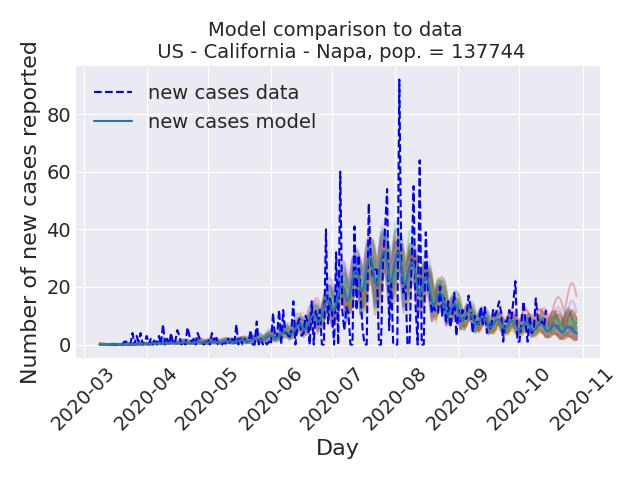 Model comparison to data
US - California - Napa, pop. = 137744
Number of new cases reported
new cases data
new cases model
80
60
40
20
0
2020-03
2020-04
2020-05
2020-06
2020-07
2020-08
2020-09
2020-10
2020-11
Day